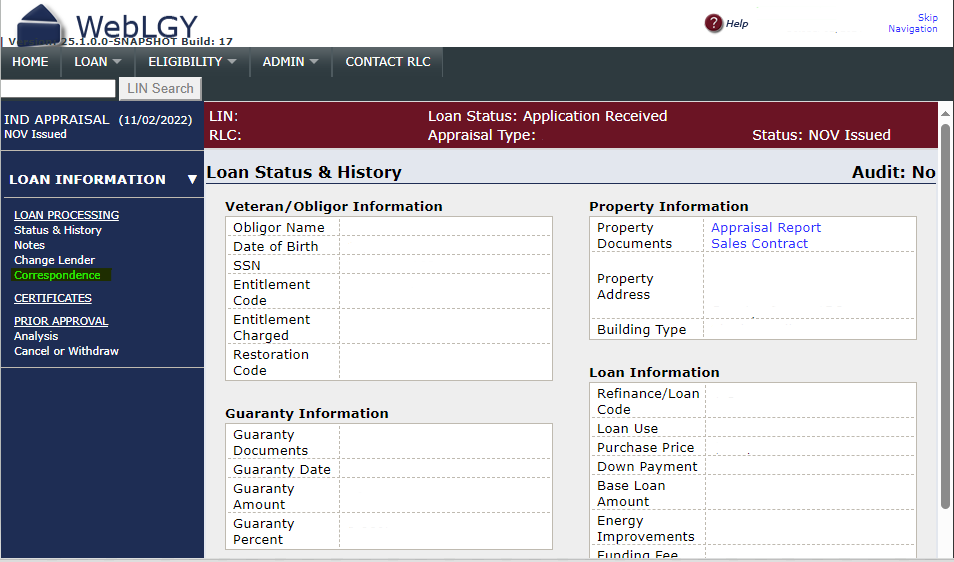 WebLGY
Version: 25.1.0.0-SNAPSHOT Build: 17
? Help
Skip
Navigation
HOME LOAN ELIGIBILITY ADMIN CONTACT RLC
LIN Search
IND APPRAISAL (11/02/2022)
NOV Issued
LOAN INFORMATION ▼
LOAN PROCESSING
Status & History
Notes
Change Lender
Correspondence
CERTIFICATES
PRIOR APPROVAL
Analysis
Cancel or Withdraw
LIN: Loan Status: Application Received
RLC: Appraisal Type: Status: NOV Issued
Loan Status & History Audit: No
Veteran/Obligor Information
Obligor Name
Date of Birth
SSN
Entitlement
Code
Entitlement
Charged
Restoration
Code
Guaranty Information
Guaranty
Documents
Guaranty Date
Guaranty
Amount
Guaranty
Percent
Property Information
Property Appraisal Report
Documents Sales Contract
Property
Address
Building Type
Loan Information
Refinance/Loan
Code
Loan Use
Purchase Price
Down Payment
Base Loan
Amount
Energy
Improvements
Funding Fee